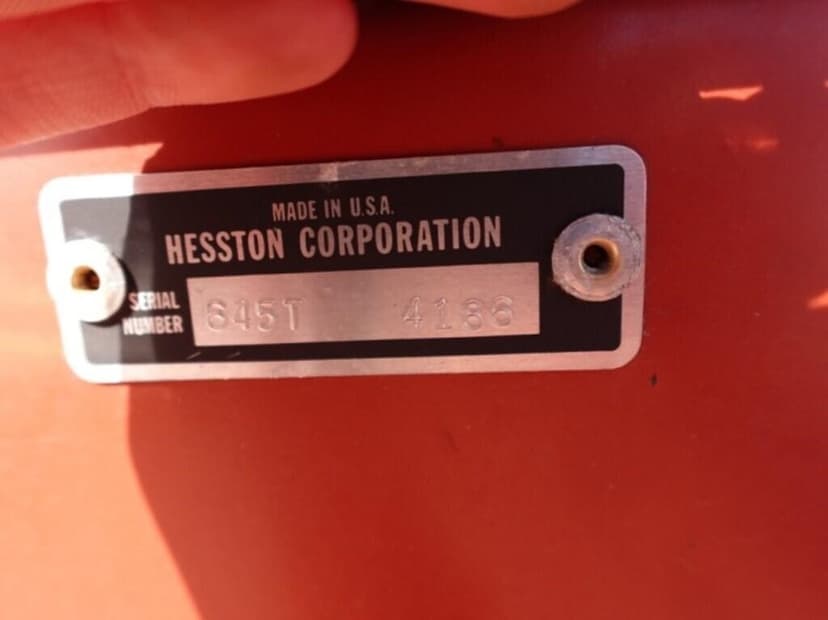 MADE IN U.S.A.
HESSTON CORPORATION
SERIAL NUMBER 645T 4186